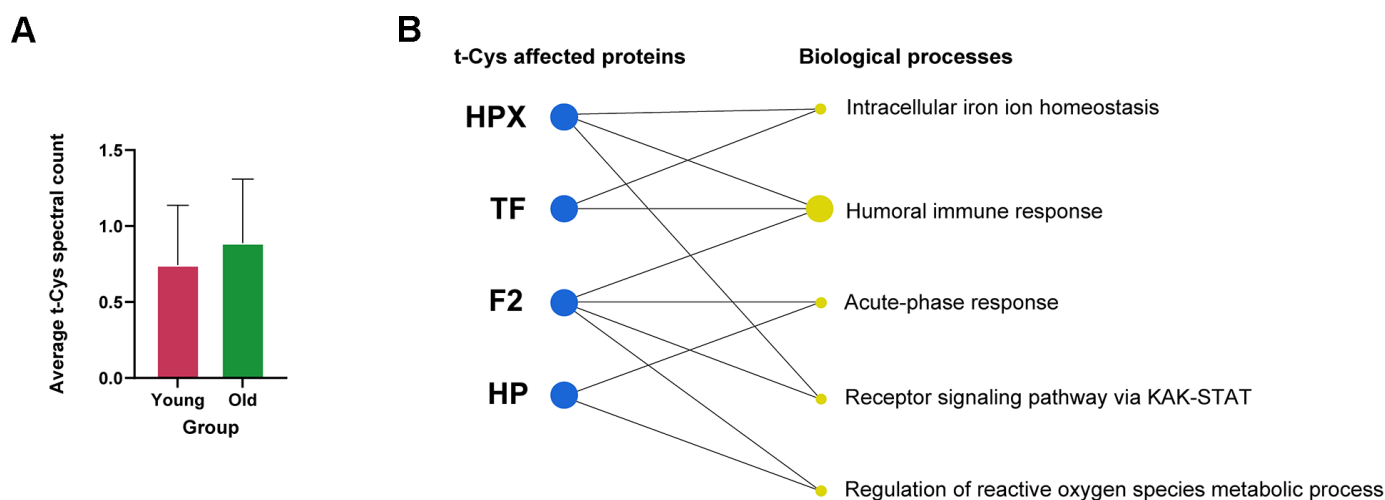 A
Average t-Cys spectral count
1.5
1.0
0.5
0.0
Young
Old
Group
B
t-Cys affected proteins
Biological processes
HPX
Intracellular iron ion homeostasis
TF
Humoral immune response
F2
Acute-phase response
HP
Receptor signaling pathway via KAK-STAT
Regulation of reactive oxygen species metabolic process